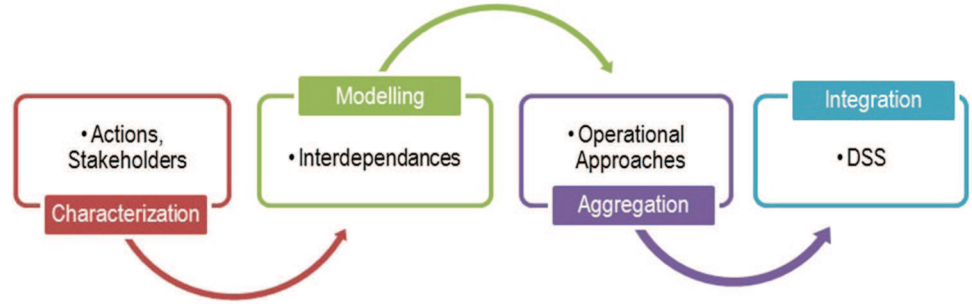 • Actions,
Stakeholders
Characterization
Modelling
• Interdependances
• Operational
Approaches
Aggregation
Integration
• DSS